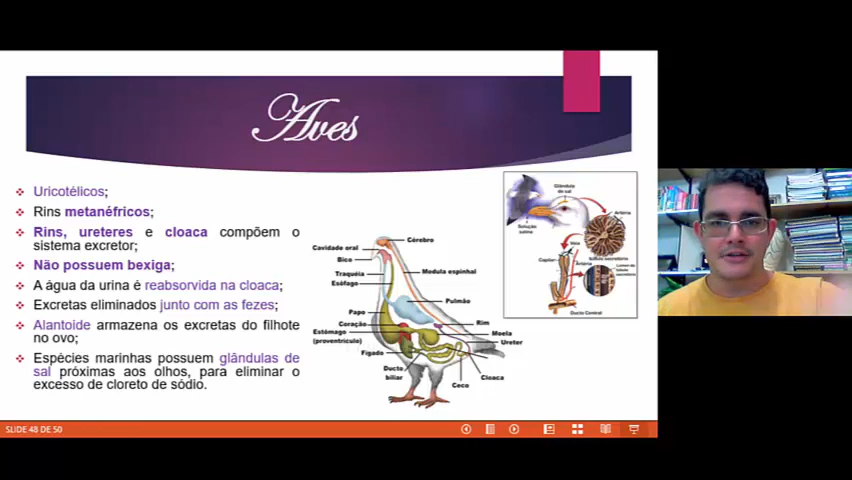 Aves
Uricotélicos;
Rins metanéfricos;
Rins, ureteres e cloaca compõem o
sistema excretor;
Não possuem bexiga;
A água da urina é reabsorvida na cloaca;
Excretas eliminados junto com as fezes;
Alantoide armazena os excretas do filhote
no ovo;
Espécies marinhas possuem glândulas de
sal próximas aos olhos, para eliminar o
excesso de cloreto de sódio.
Cérebro
Cavidade oral
Bico
Traquéia
Esôfago
Medula espinhal
Papo
Pulmão
Coração
Rim
Estômago
(proventrículo)
Moela
Ureter
Fígado
Ducto
biliar
Cloaca
Ceco
Glândula
de sal
Solução
salina
Artéria
Veia
Capilar
Artéria
Ducto Central
SLIDE 48 DE 50